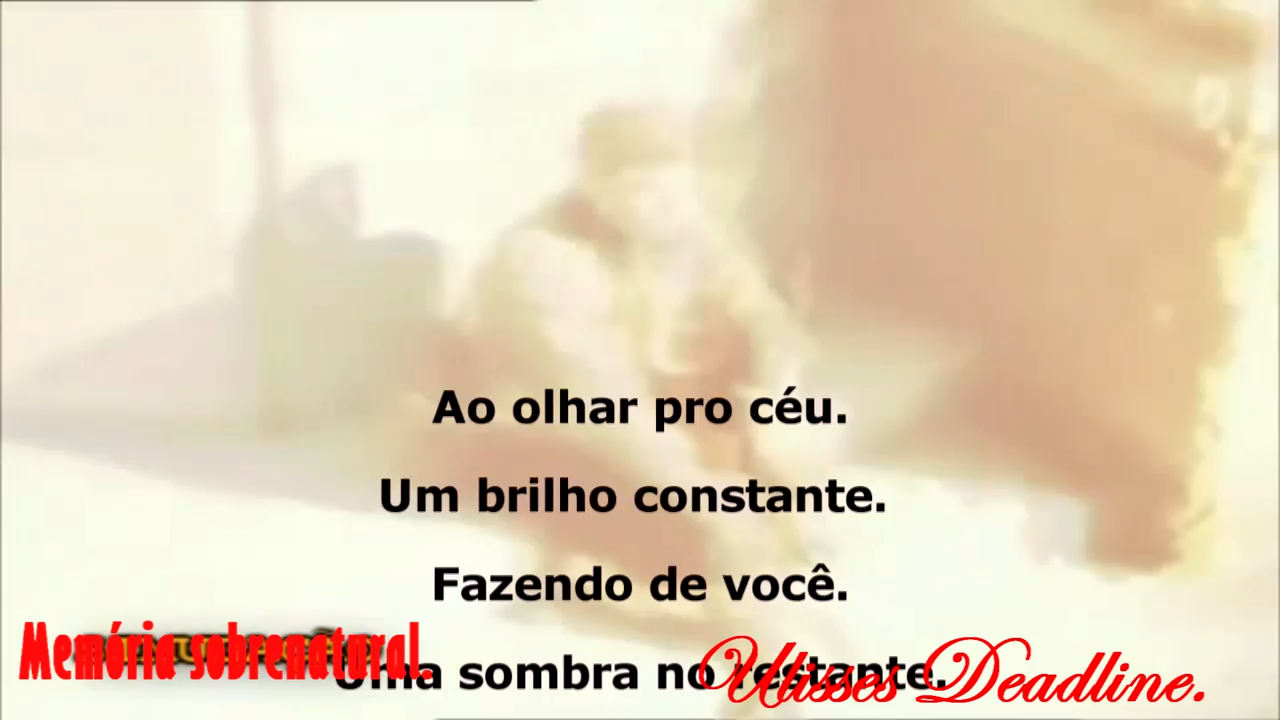 Ao olhar pro céu.
Um brilho constante.
Fazendo de você.
Uma sombra no restante.
Memória sobrenatural.
Ulisses Deadline.